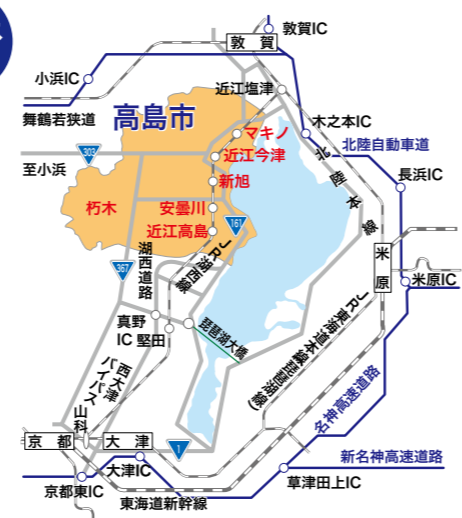 敦賀IC
敦賀
小浜IC
近江塩津
舞鶴若狭道
高島市
木之本IC
マキノ
北陸自動車道
303
近江今津
至小浜
北陸本線
新旭
長浜IC
朽木
安曇川
161
近江高島
JR湖西線
米原
367
湖西道路
米原IC
真野IC
堅田
琵琶湖大橋
JR東海道本線(琵琶湖線)
西大津バイパス
名神高速道路
山科
京都
大津
1
新名神高速道路
大津IC
京都東IC
草津田上IC
東海道新幹線